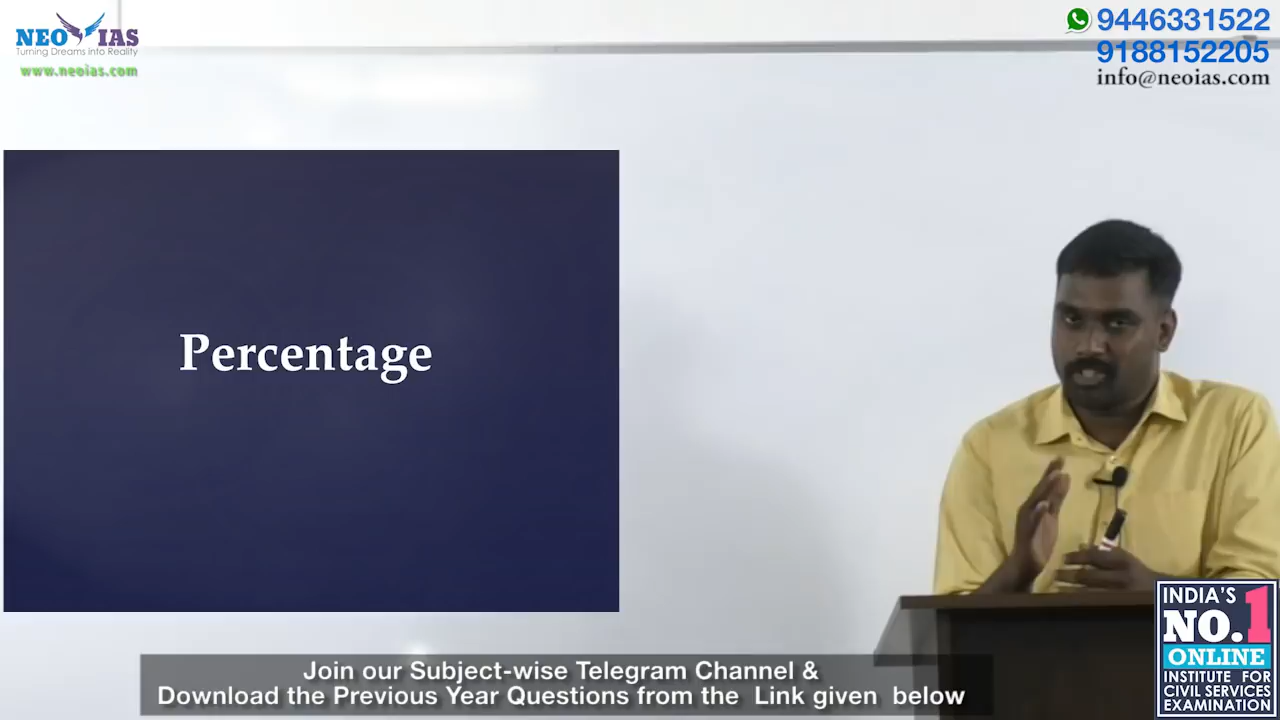 NEO IAS
Turning Dreams into Reality
www.neoias.com
9446331522
9188152205
info@neoias.com
Percentage
INDIA'S
NO.1
ONLINE
INSTITUTE FOR
CIVIL SERVICES
EXAMINATION
Join our Subject-wise Telegram Channel &
Download the Previous Year Questions from the Link given below